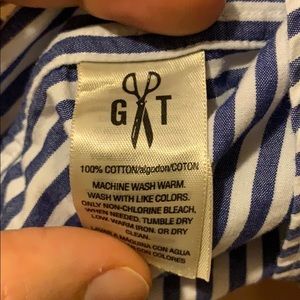 G T
100% COTTON/algodon/COTON
MACHINE WASH WARM.
WASH WITH LIKE COLORS.
ONLY NON-CHLORINE BLEACH,
WHEN NEEDED. TUMBLE DRY
LOW. WARM IRON. OR DRY
CLEAN.
LAVAR A MAQUINA CON AGUA
COLORES